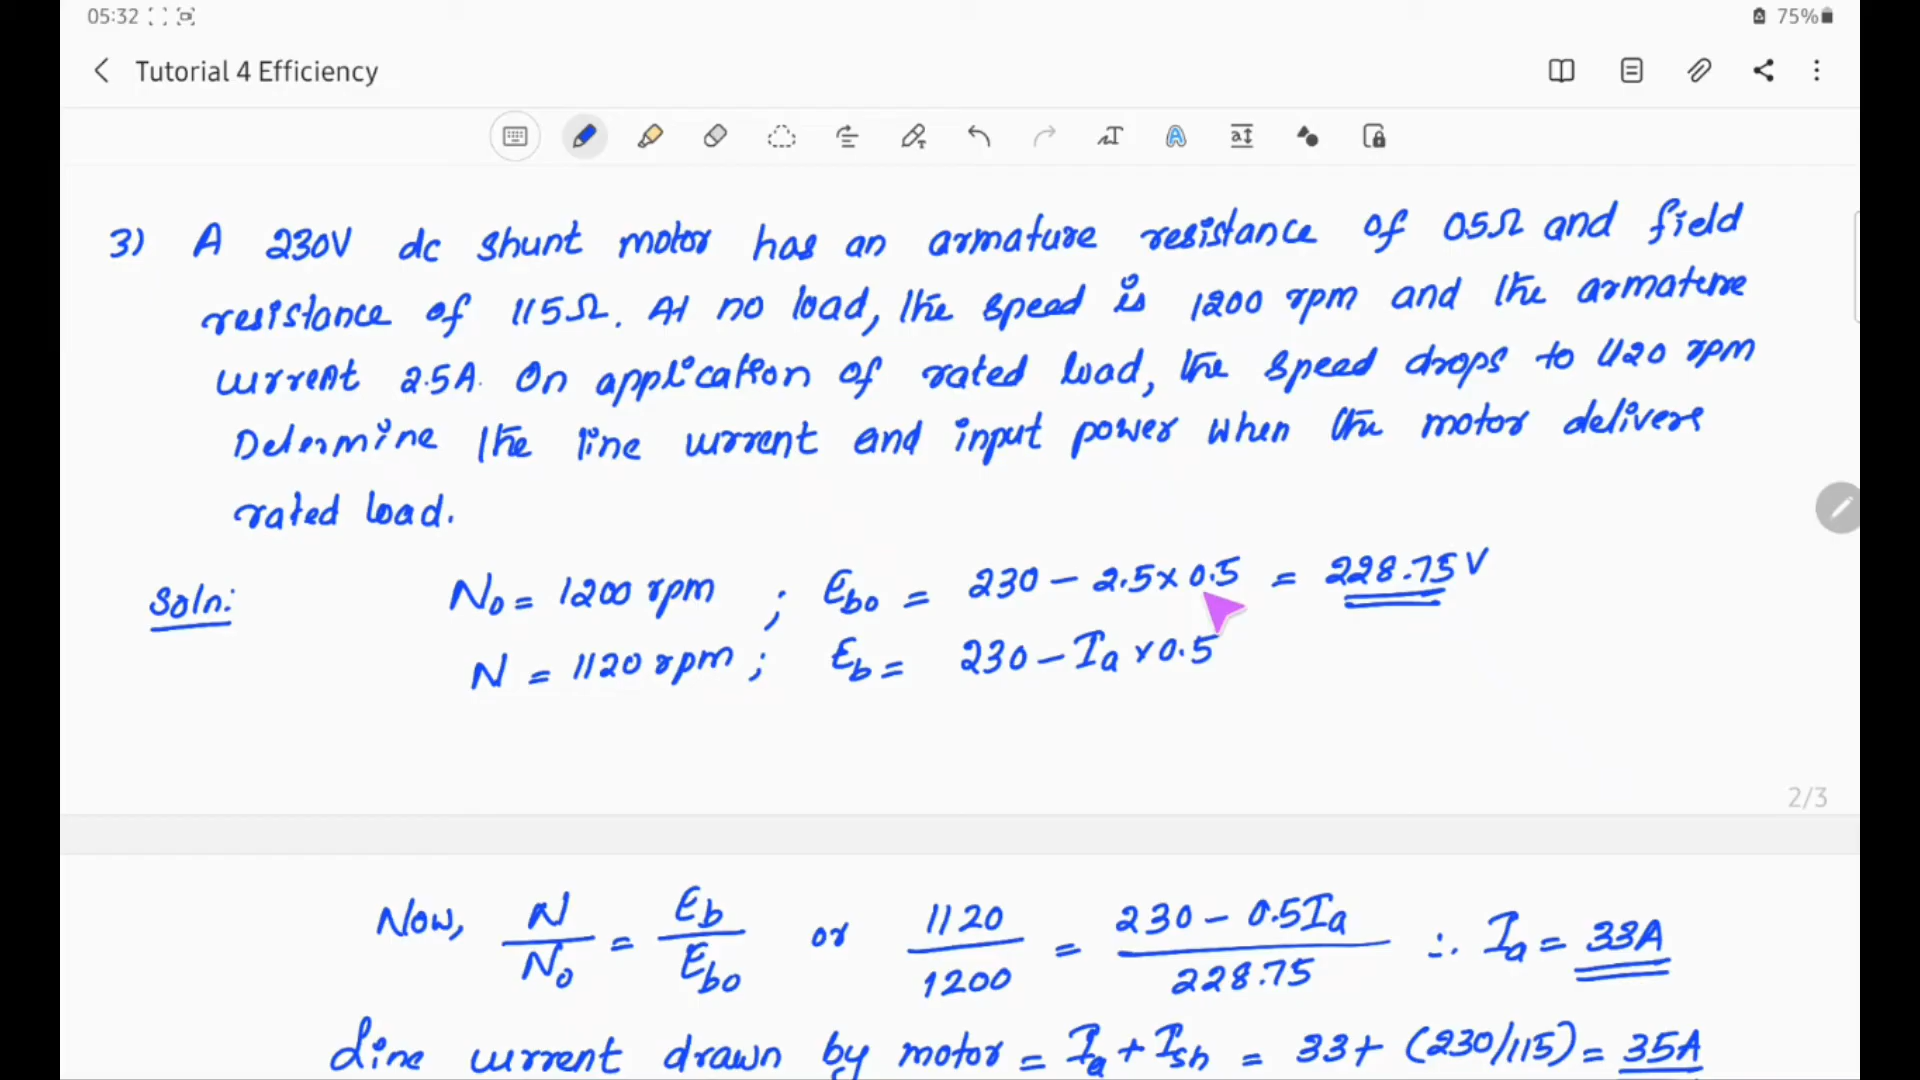 05:32
75%
Tutorial 4 Efficiency
3) A 230V dc shunt motor has an armature resistance of 0.5Ω and field
resistance of 115Ω. At no load, the speed is 1200 rpm and the armature
current 2.5A. On application of rated load, the speed drops to 1120 rpm
Determine the line current and input power when the motor delivers
rated load.
Soln: N₀ = 1200 rpm ; Eb₀ = 230 − 2.5×0.5 = 228.75 V
N = 1120 rpm ; Eb = 230 − Ia × 0.5
2/3
Now, N/N₀ = Eb/Eb₀ or 1120/1200 = (230 − 0.5Ia)/228.75 ∴ Ia = 33A
Line current drawn by motor = Ia + Ish = 33 + (230/115) = 35A